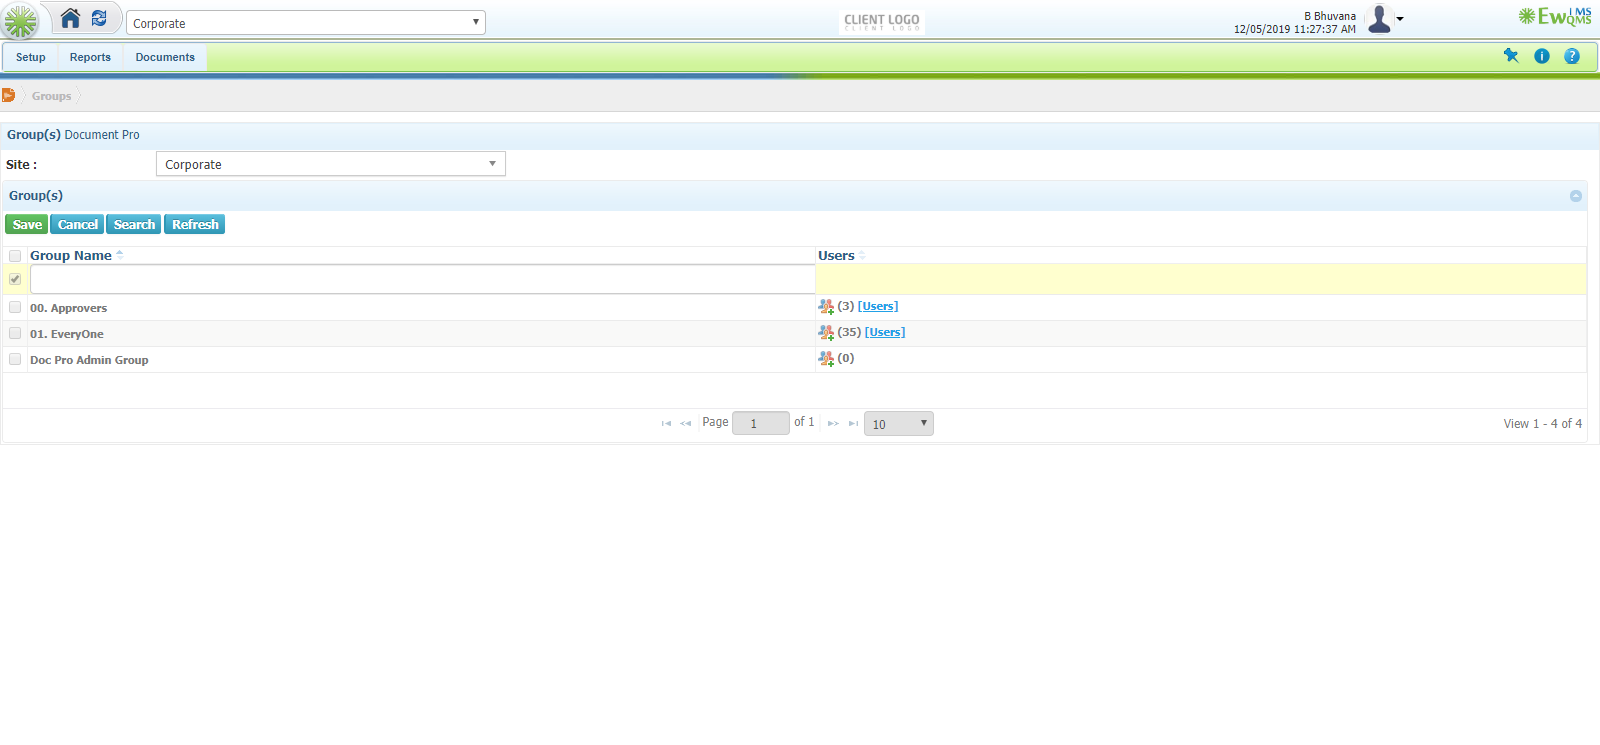 Corporate
CLIENT LOGO
CLIENT LOGO
B Bhuvana
12/05/2019 11:27:37 AM
EwQMS
IMS
Setup
Reports
Documents
Groups
Group(s) Document Pro
Site :
Corporate
Group(s)
Save
Cancel
Search
Refresh
Group Name
Users
00. Approvers
(3) [Users]
01. EveryOne
(35) [Users]
Doc Pro Admin Group
(0)
Page 1 of 1
10
View 1 - 4 of 4